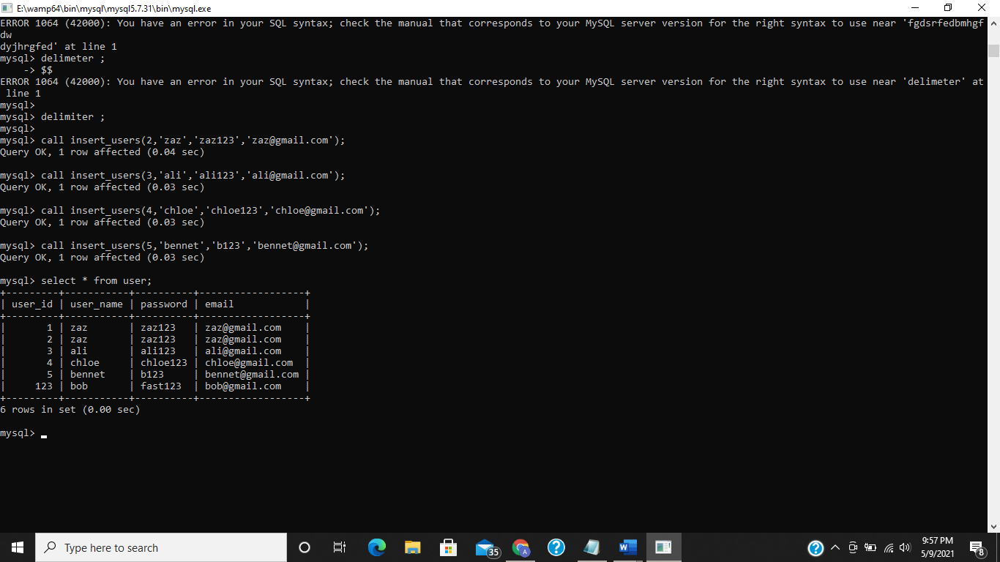 E:\wamp64\bin\mysql\mysql5.7.31\bin\mysql.exe
ERROR 1064 (42000): You have an error in your SQL syntax; check the manual that corresponds to your MySQL server version for the right syntax to use near 'fgdsrfedbmhgf
dw
dyjhrgfed' at line 1
mysql> delimeter ;
    -> $$
ERROR 1064 (42000): You have an error in your SQL syntax; check the manual that corresponds to your MySQL server version for the right syntax to use near 'delimeter' at
 line 1
mysql>
mysql> delimiter ;
mysql>
mysql> call insert_users(2,'zaz','zaz123','zaz@gmail.com');
Query OK, 1 row affected (0.04 sec)
mysql> call insert_users(3,'ali','ali123','ali@gmail.com');
Query OK, 1 row affected (0.03 sec)
mysql> call insert_users(4,'chloe','chloe123','chloe@gmail.com');
Query OK, 1 row affected (0.03 sec)
mysql> call insert_users(5,'bennet','b123','bennet@gmail.com');
Query OK, 1 row affected (0.03 sec)
mysql> select * from user;
+---------+-----------+----------+------------------+
| user_id | user_name | password | email            |
+---------+-----------+----------+------------------+
|       1 | zaz       | zaz123   | zaz@gmail.com    |
|       2 | zaz       | zaz123   | zaz@gmail.com    |
|       3 | ali       | ali123   | ali@gmail.com    |
|       4 | chloe     | chloe123 | chloe@gmail.com  |
|       5 | bennet    | b123     | bennet@gmail.com |
|     123 | bob       | fast123  | bob@gmail.com    |
+---------+-----------+----------+------------------+
6 rows in set (0.00 sec)
mysql> _
Type here to search
35
A
W
9:57 PM
5/9/2021
8